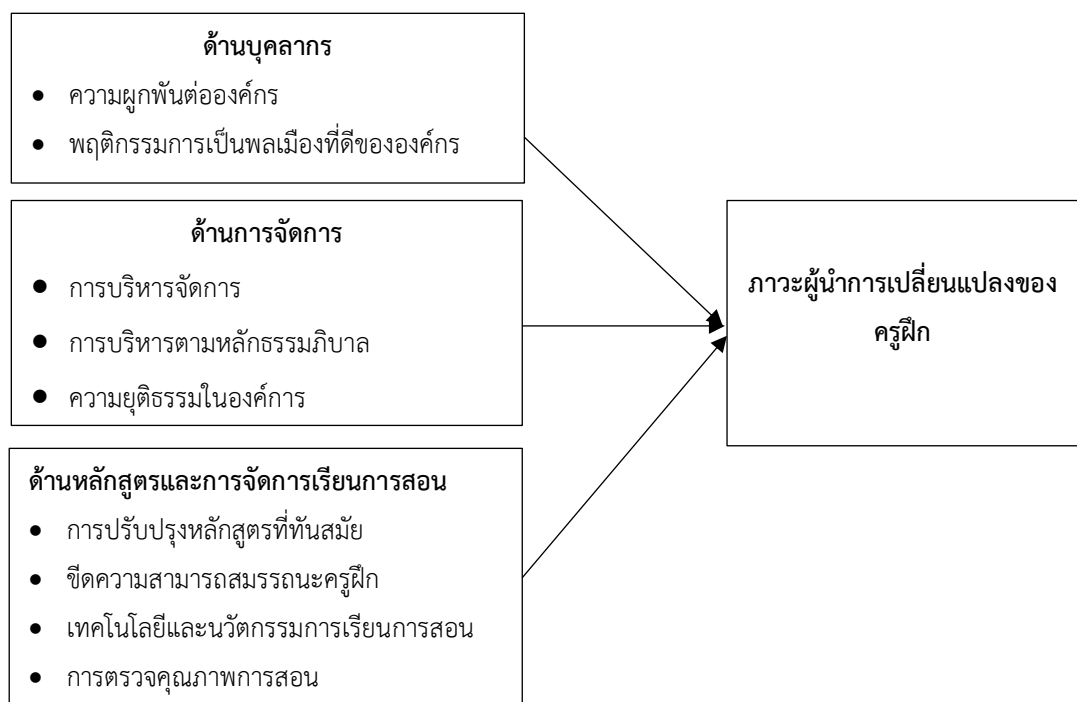 ด้านบุคลากร
● ความผูกพันต่อองค์กร
● พฤติกรรมการเป็นพลเมืองที่ดีขององค์กร
ด้านการจัดการ
● การบริหารจัดการ
● การบริหารตามหลักธรรมภิบาล
● ความยุติธรรมในองค์การ
ด้านหลักสูตรและการจัดการเรียนการสอน
● การปรับปรุงหลักสูตรที่ทันสมัย
● ขีดความสามารถสมรรถนะครูฝึก
● เทคโนโลยีและนวัตกรรมการเรียนการสอน
● การตรวจคุณภาพการสอน
ภาวะผู้นำการเปลี่ยนแปลงของ
ครูฝึก